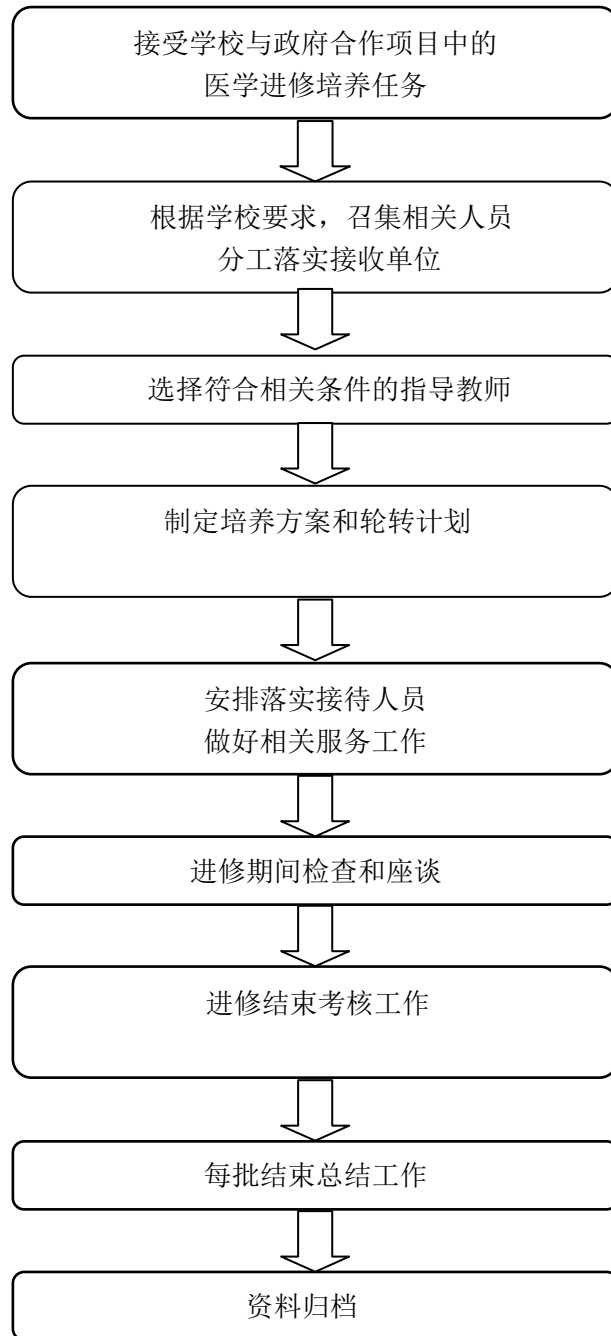 接受学校与政府合作项目中的
医学进修培养任务
根据学校要求，召集相关人员
分工落实接收单位
选择符合相关条件的指导教师
制定培养方案和轮转计划
安排落实接待人员
做好相关服务工作
进修期间检查和座谈
进修结束考核工作
每批结束总结工作
资料归档